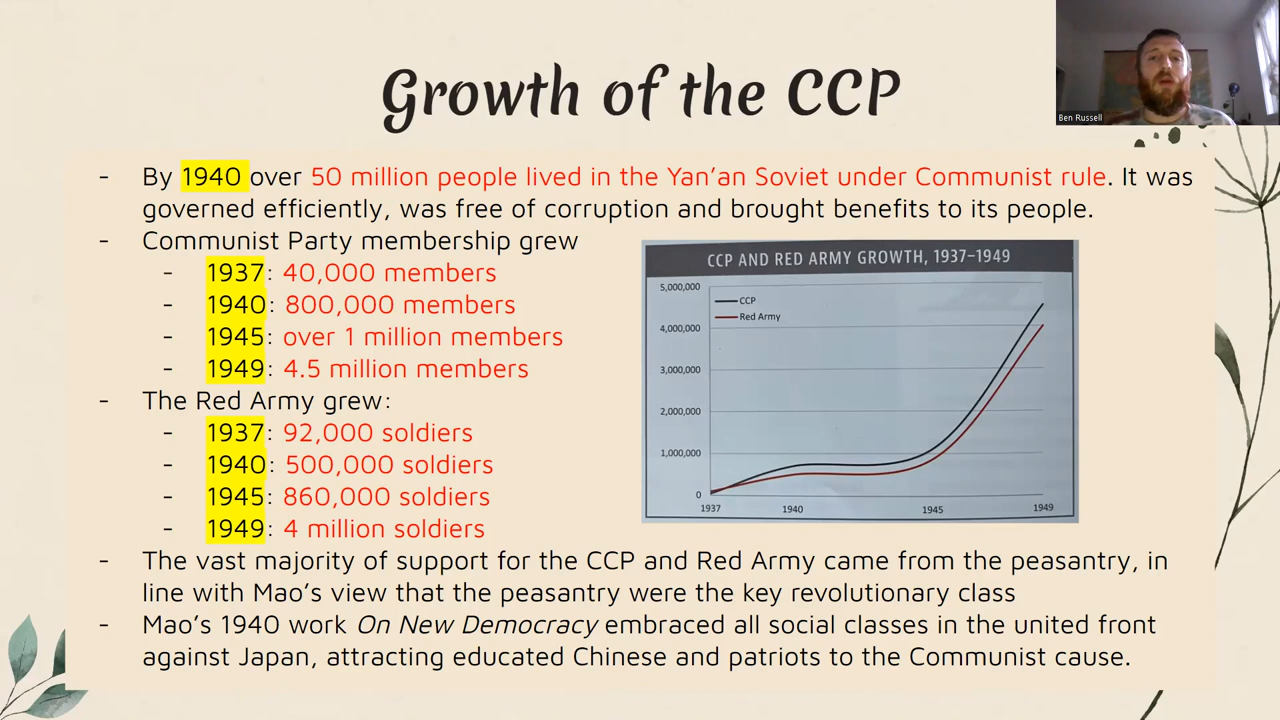 Growth of the CCP
Ben Russell
- By 1940 over 50 million people lived in the Yan'an Soviet under Communist rule. It was
governed efficiently, was free of corruption and brought benefits to its people.
- Communist Party membership grew
- 1937: 40,000 members
- 1940: 800,000 members
- 1945: over 1 million members
- 1949: 4.5 million members
- The Red Army grew:
- 1937: 92,000 soldiers
- 1940: 500,000 soldiers
- 1945: 860,000 soldiers
- 1949: 4 million soldiers
CCP AND RED ARMY GROWTH, 1937–1949
5,000,000
CCP
Red Army
4,000,000
3,000,000
2,000,000
1,000,000
0
1937 1940 1945 1949
- The vast majority of support for the CCP and Red Army came from the peasantry, in
line with Mao's view that the peasantry were the key revolutionary class
- Mao's 1940 work On New Democracy embraced all social classes in the united front
against Japan, attracting educated Chinese and patriots to the Communist cause.